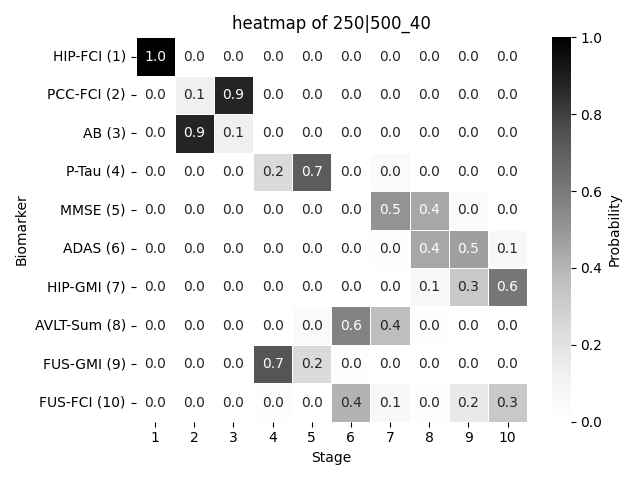 heatmap of 250|500_40
HIP-FCI (1) 1.0 0.0 0.0 0.0 0.0 0.0 0.0 0.0 0.0 0.0
PCC-FCI (2) 0.0 0.1 0.9 0.0 0.0 0.0 0.0 0.0 0.0 0.0
AB (3) 0.0 0.9 0.1 0.0 0.0 0.0 0.0 0.0 0.0 0.0
P-Tau (4) 0.0 0.0 0.0 0.2 0.7 0.0 0.0 0.0 0.0 0.0
MMSE (5) 0.0 0.0 0.0 0.0 0.0 0.0 0.5 0.4 0.0 0.0
ADAS (6) 0.0 0.0 0.0 0.0 0.0 0.0 0.0 0.4 0.5 0.1
HIP-GMI (7) 0.0 0.0 0.0 0.0 0.0 0.0 0.0 0.1 0.3 0.6
AVLT-Sum (8) 0.0 0.0 0.0 0.0 0.0 0.6 0.4 0.0 0.0 0.0
FUS-GMI (9) 0.0 0.0 0.0 0.7 0.2 0.0 0.0 0.0 0.0 0.0
FUS-FCI (10) 0.0 0.0 0.0 0.0 0.0 0.4 0.1 0.0 0.2 0.3
1 2 3 4 5 6 7 8 9 10
Stage
Biomarker
1.0
0.8
0.6
0.4
0.2
0.0
Probability